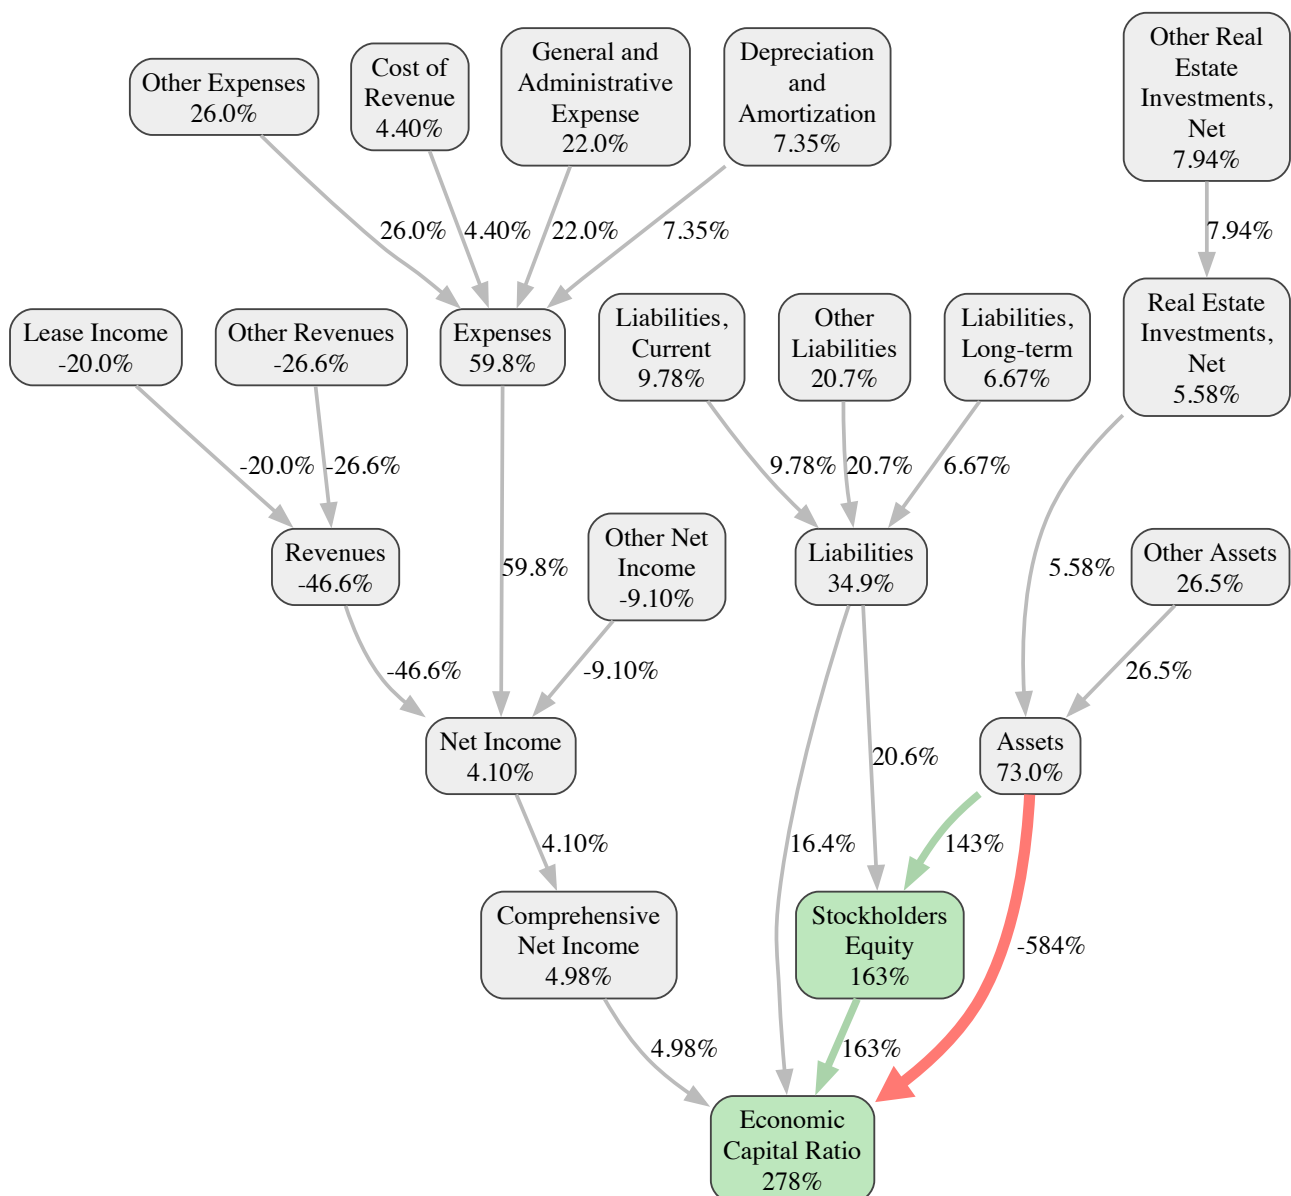 Other Expenses
26.0%
Cost of
Revenue
4.40%
General and
Administrative
Expense
22.0%
Depreciation
and
Amortization
7.35%
Other Real
Estate
Investments,
Net
7.94%
26.0%
4.40%
22.0%
7.35%
7.94%
Lease Income
-20.0%
Other Revenues
-26.6%
Expenses
59.8%
Liabilities,
Current
9.78%
Other
Liabilities
20.7%
Liabilities,
Long-term
6.67%
Real Estate
Investments,
Net
5.58%
-20.0%
-26.6%
9.78%
20.7%
6.67%
Revenues
-46.6%
59.8%
Other Net
Income
-9.10%
Liabilities
34.9%
5.58%
Other Assets
26.5%
-46.6%
-9.10%
26.5%
Net Income
4.10%
20.6%
Assets
73.0%
4.10%
16.4%
143%
Comprehensive
Net Income
4.98%
Stockholders
Equity
163%
-584%
4.98%
163%
Economic
Capital Ratio
278%